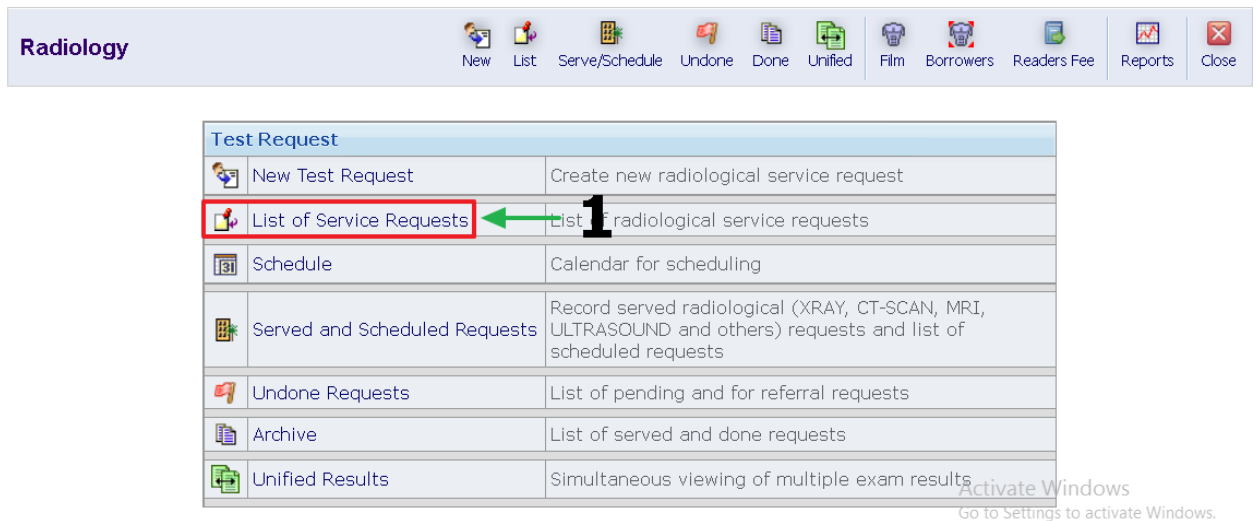 Radiology
New List Serve/Schedule Undone Done Unified Film Borrowers Readers Fee Reports Close
Test Request
New Test Request Create new radiological service request
List of Service Requests 1 List of radiological service requests
31 Schedule Calendar for scheduling
Served and Scheduled Requests Record served radiological (XRAY, CT-SCAN, MRI,
ULTRASOUND and others) requests and list of
scheduled requests
Undone Requests List of pending and for referral requests
Archive List of served and done requests
Unified Results Simultaneous viewing of multiple exam results
Activate Windows
Go to Settings to activate Windows.